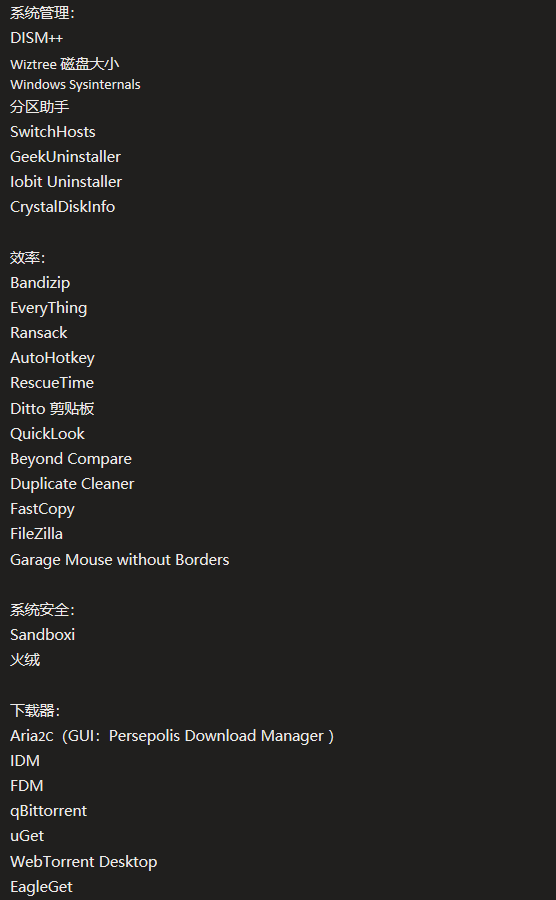 系统管理：
DISM++
Wiztree 磁盘大小
Windows Sysinternals
分区助手
SwitchHosts
GeekUninstaller
Iobit Uninstaller
CrystalDiskInfo
效率：
Bandizip
EveryThing
Ransack
AutoHotkey
RescueTime
Ditto 剪贴板
QuickLook
Beyond Compare
Duplicate Cleaner
FastCopy
FileZilla
Garage Mouse without Borders
系统安全：
Sandboxi
火绒
下载器：
Aria2C（GUI：Persepolis Download Manager ）
IDM
FDM
qBittorrent
uGet
WebTorrent Desktop
EagleGet